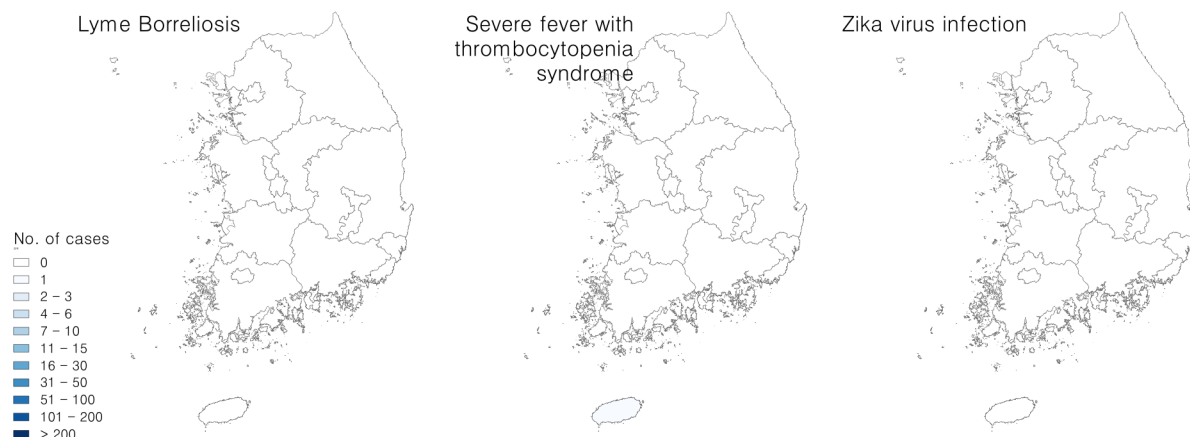 Lyme Borreliosis
Severe fever with
thrombocytopenia
syndrome
Zika virus infection
No. of cases
0
1
2 – 3
4 – 6
7 – 10
11 – 15
16 – 30
31 – 50
51 – 100
101 – 200
> 200